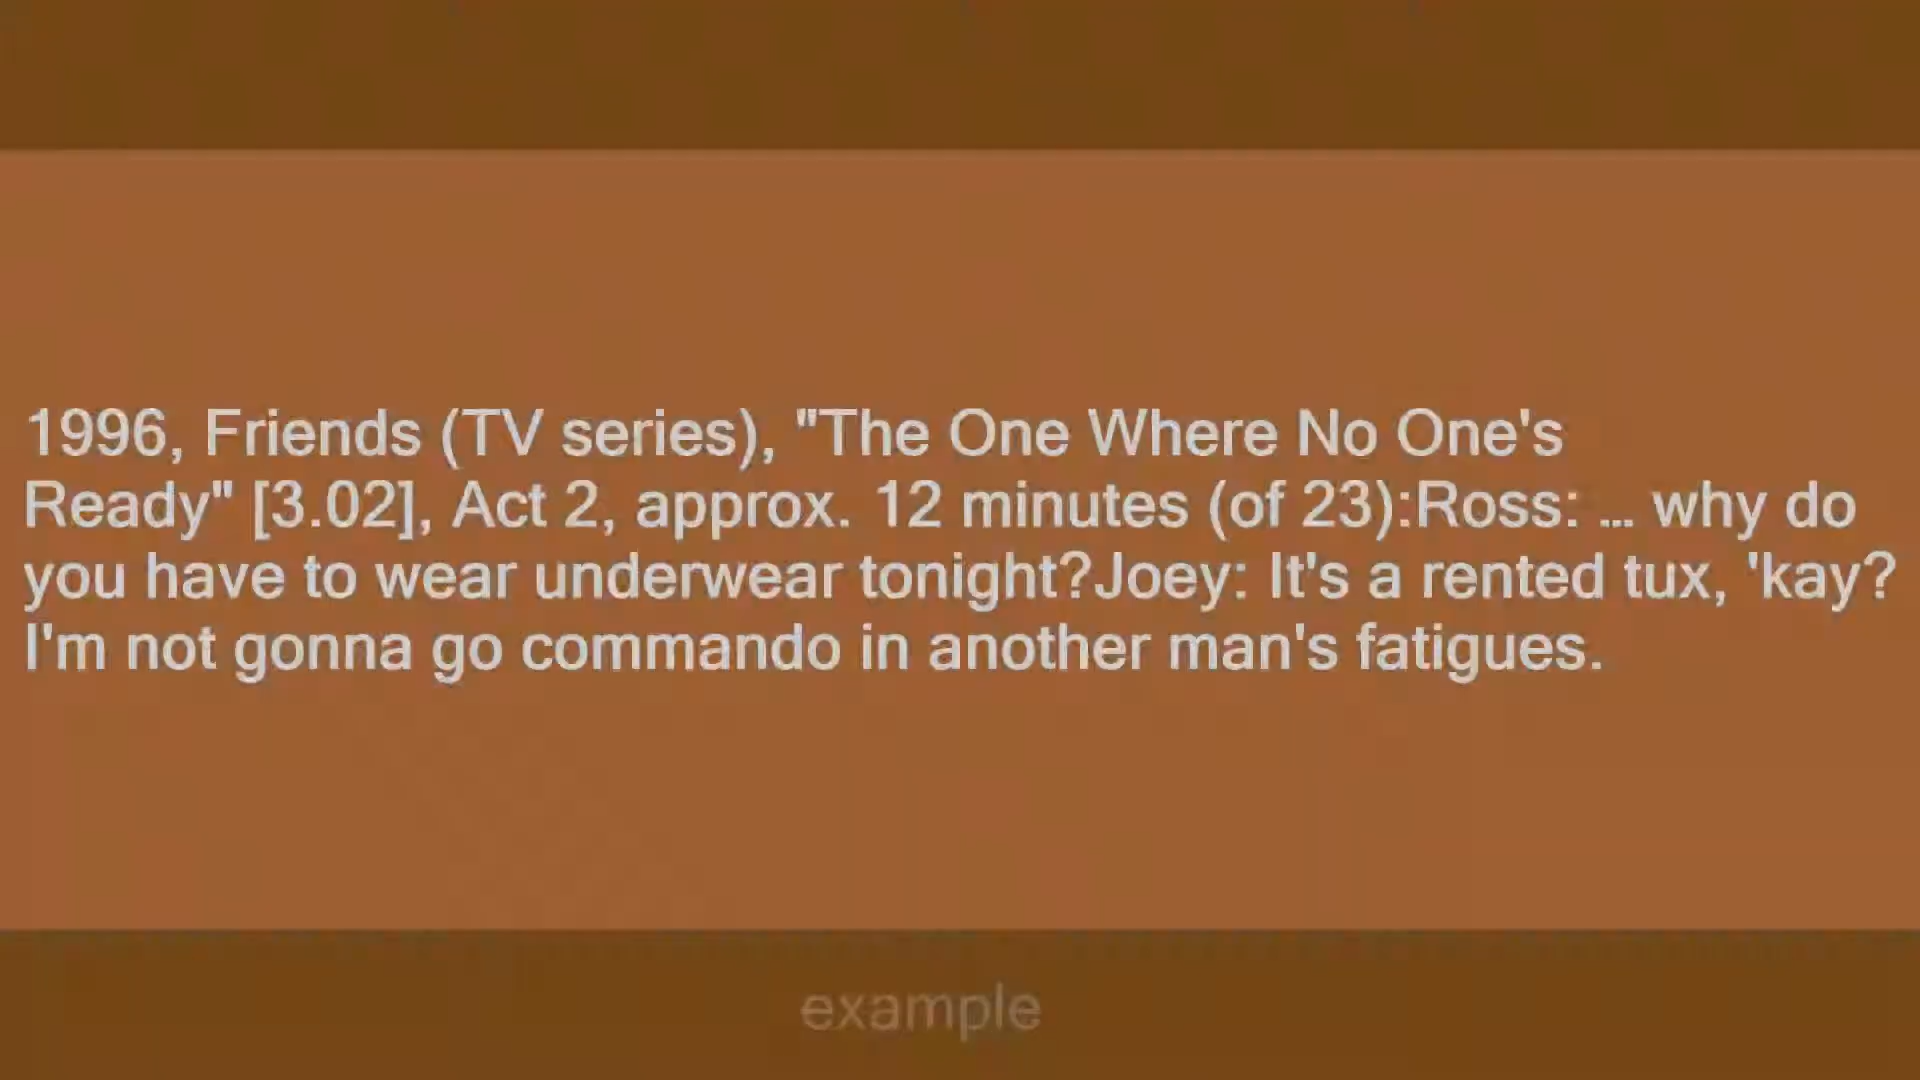 1996, Friends (TV series), "The One Where No One's
Ready" [3.02], Act 2, approx. 12 minutes (of 23):Ross: … why do
you have to wear underwear tonight?Joey: It's a rented tux, 'kay?
I'm not gonna go commando in another man's fatigues.
example